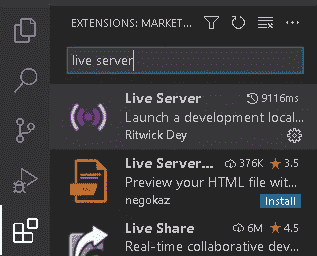 EXTENSIONS: MARKET...
live server
Live Server 9116ms
Launch a development local...
Ritwick Dey
Live Server... 376K ★ 3.5
Preview your HTML file wit...
negokaz Install
Live Share 6M ★ 4.5
Real-time collaborative dev...